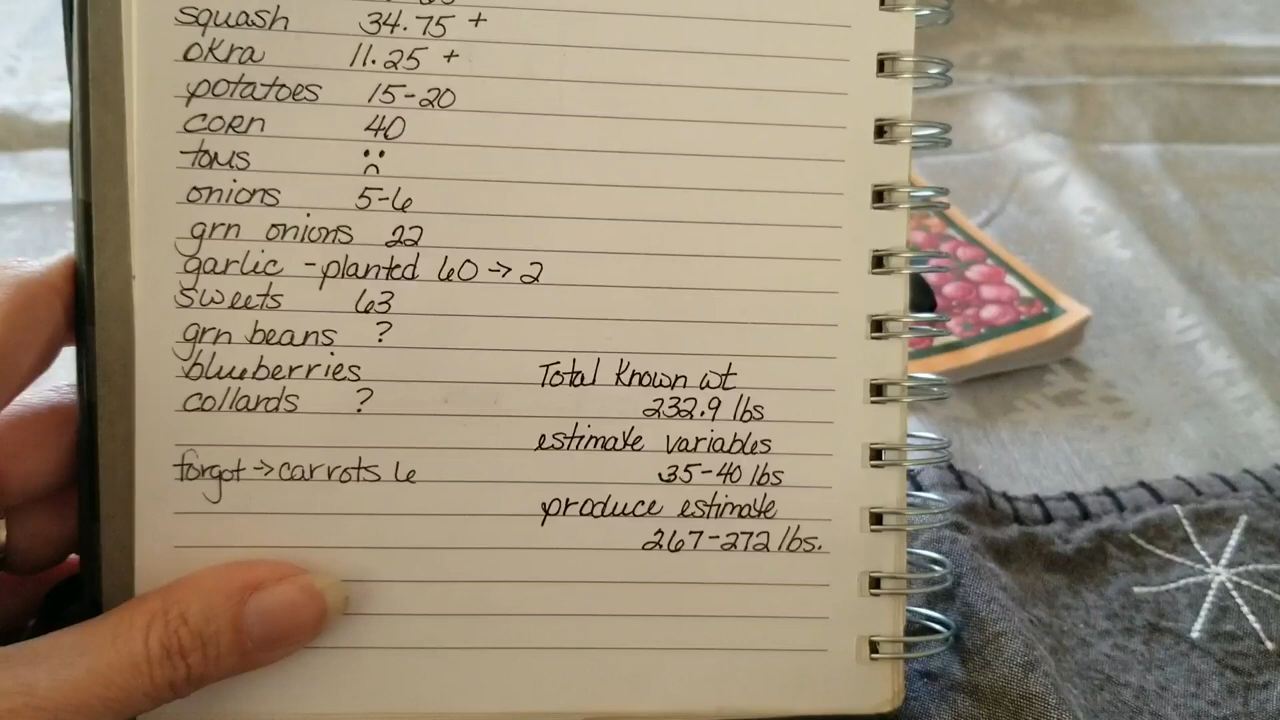 squash 34.75 +
okra 11.25 +
potatoes 15-20
corn 40
toms
onions 5-6
grn onions 22
garlic - planted 60 → 2
sweets 63
grn beans ?
blueberries
collards ?
forgot → carrots 6
Total Known wt
232.9 lbs
estimate variables
35-40 lbs
produce estimate
267-272 lbs.